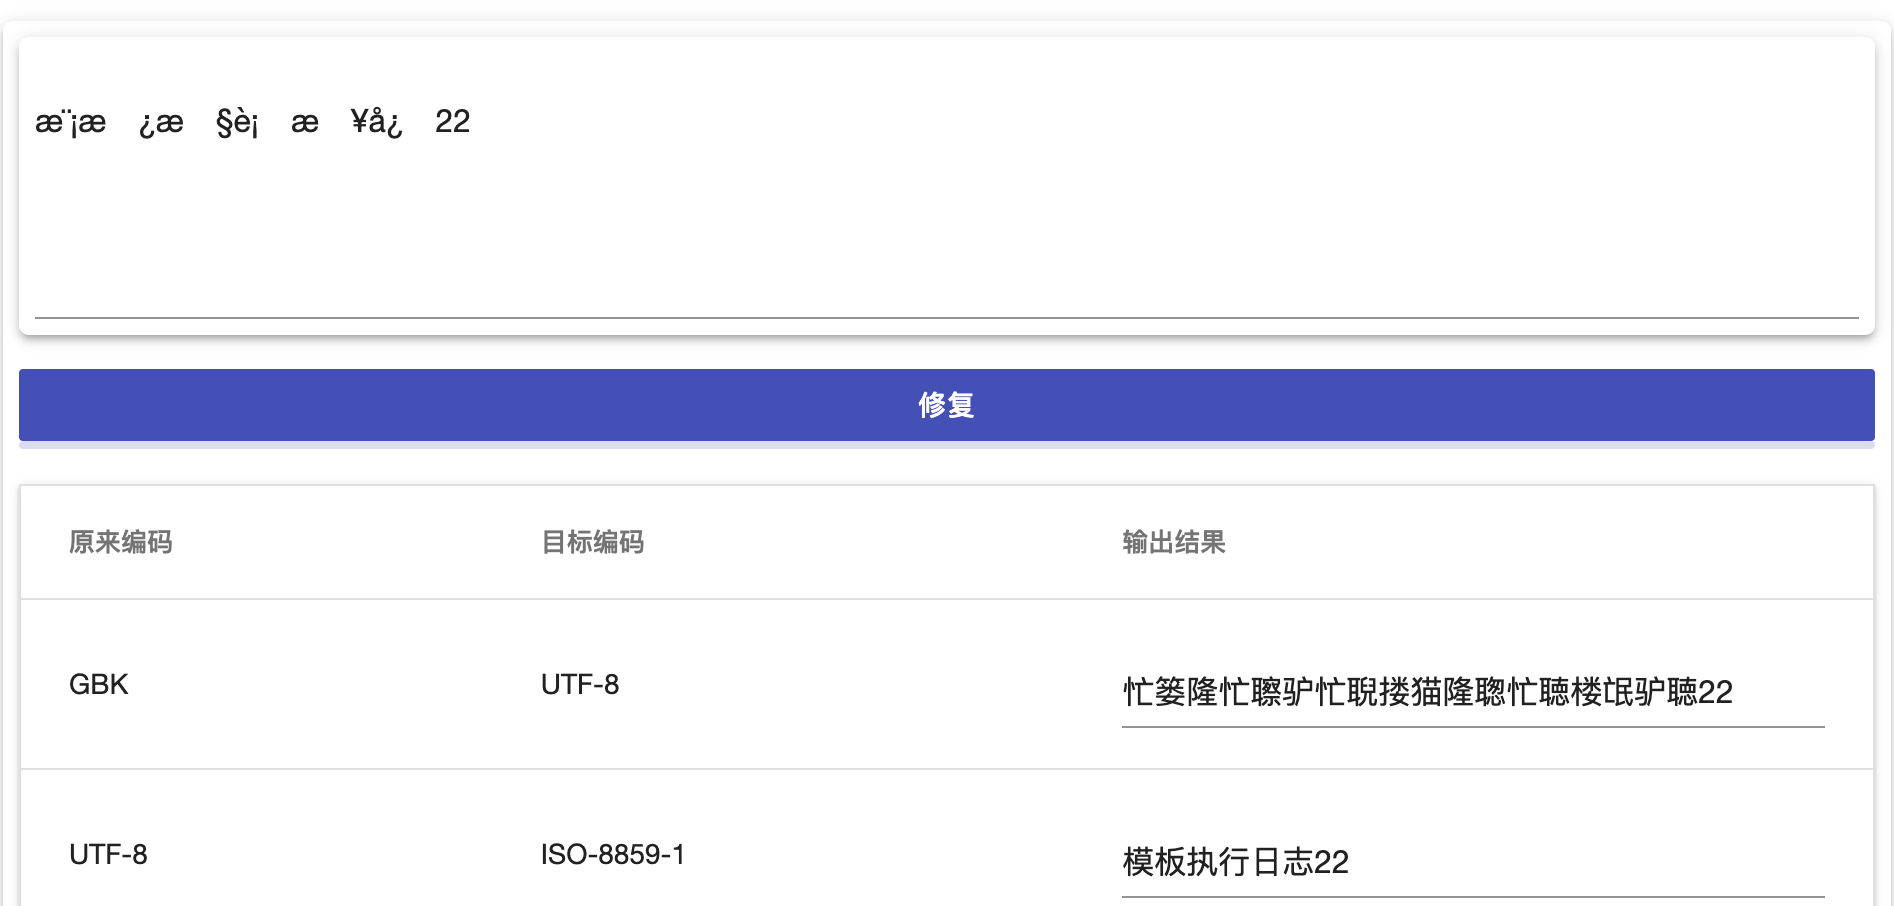 æ¨¡æ ¿æ §è¡ æ ¥å¿ 22
修复
原来编码 目标编码 输出结果
GBK UTF-8 忙篓隆忙聺驴忙聣搂猫隆聦忙聴楼氓驴聴22
UTF-8 ISO-8859-1 模板执行日志22